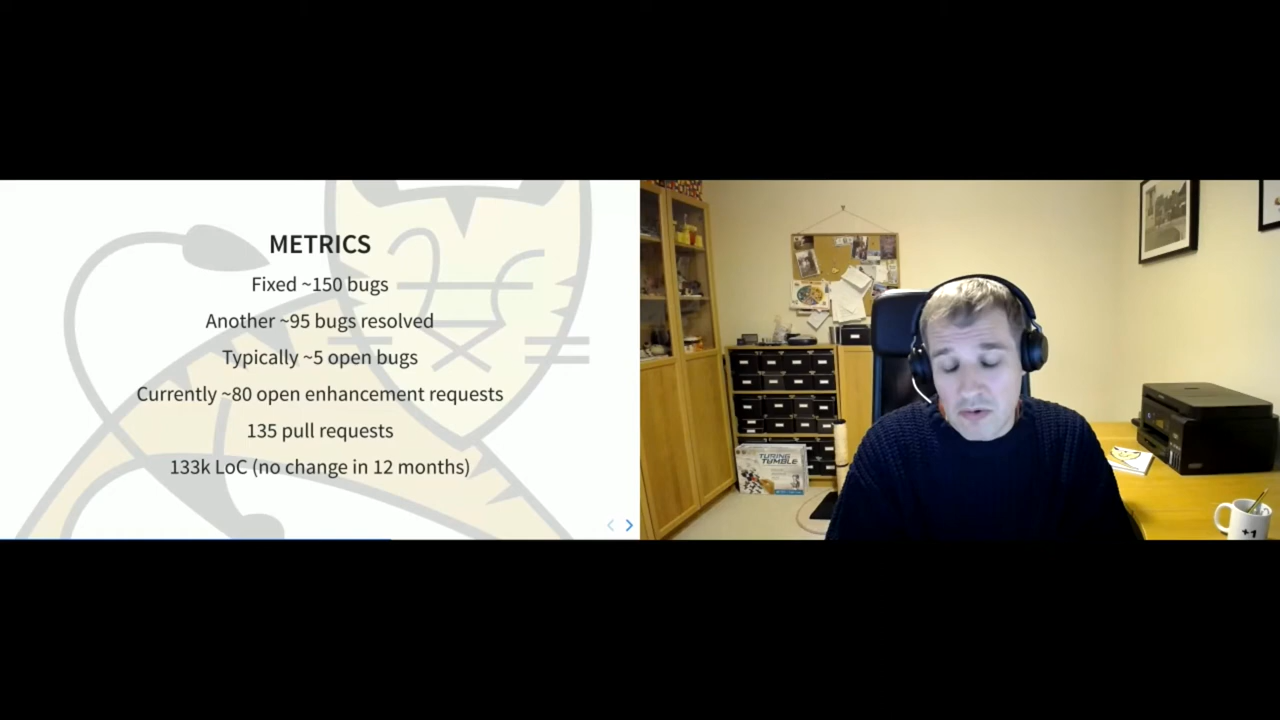 METRICS
Fixed ~150 bugs
Another ~95 bugs resolved
Typically ~5 open bugs
Currently ~80 open enhancement requests
135 pull requests
133k LoC (no change in 12 months)
TURING
TUMBLE
+1